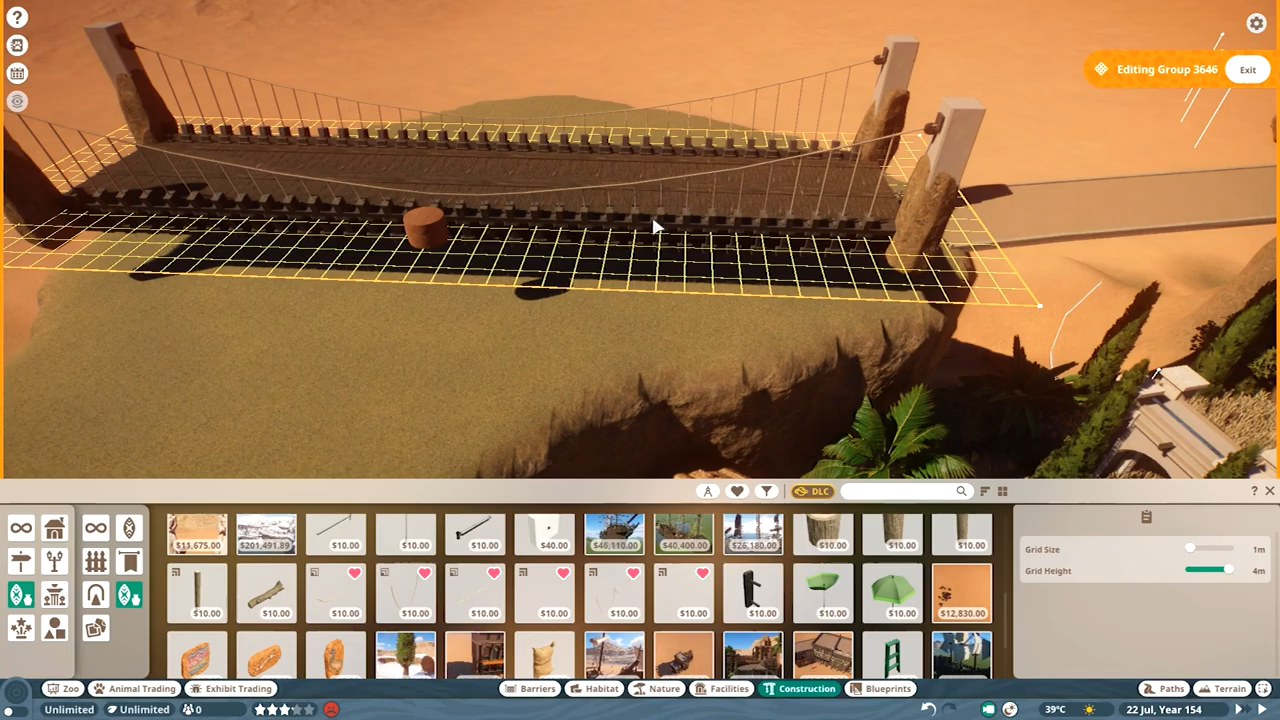 ?
Editing Group 3646 Exit
DLC
? ✕
$11,675.00 $201,491.89 $10.00 $10.00 $10.00 $40.00 $46,110.00 $40,400.00 $26,180.00 $10.00 $10.00 $10.00
Grid Size 1m
Grid Height 4m
$10.00 $10.00 $10.00 $10.00 $10.00 $10.00 $10.00 $10.00 $10.00 $10.00 $10.00 $12,830.00
Zoo Animal Trading Exhibit Trading Barriers Habitat Nature Facilities Construction Blueprints Paths Terrain
Unlimited Unlimited 0 39°C 22 Jul, Year 154